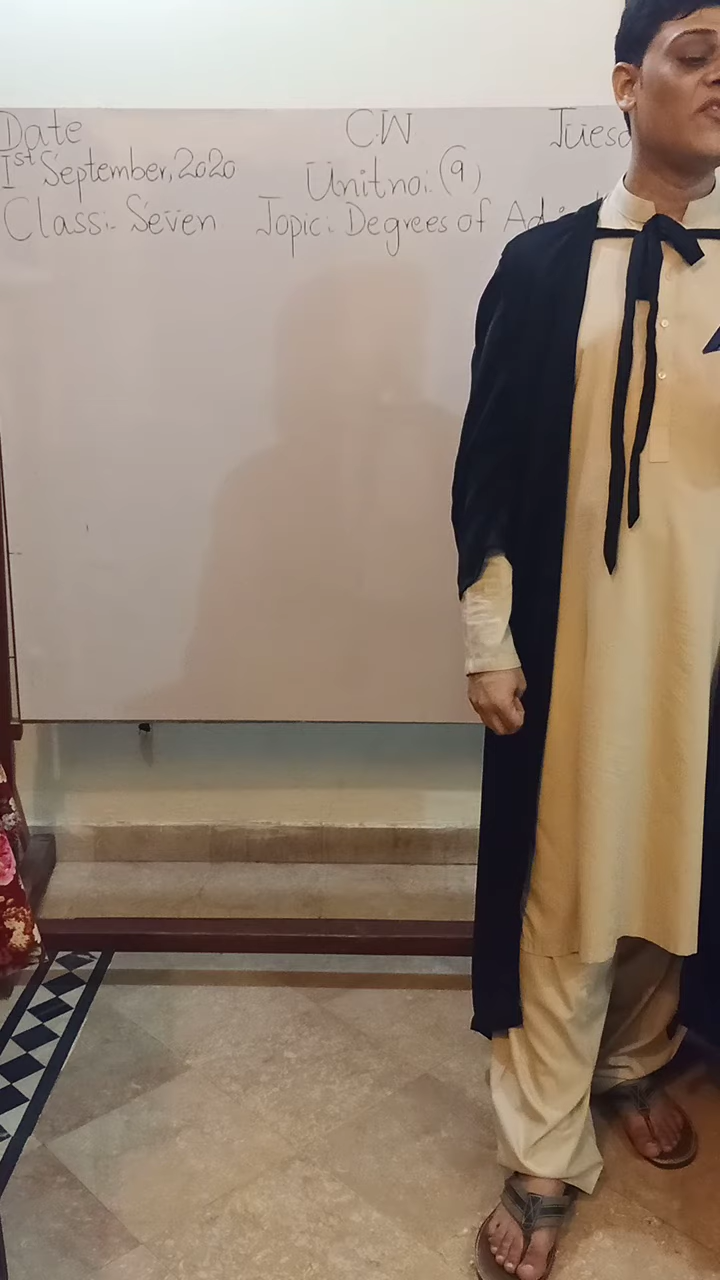 Date CW
1st September, 2020 Unit no:. (9)
Class:- Seven Topic: Degrees of